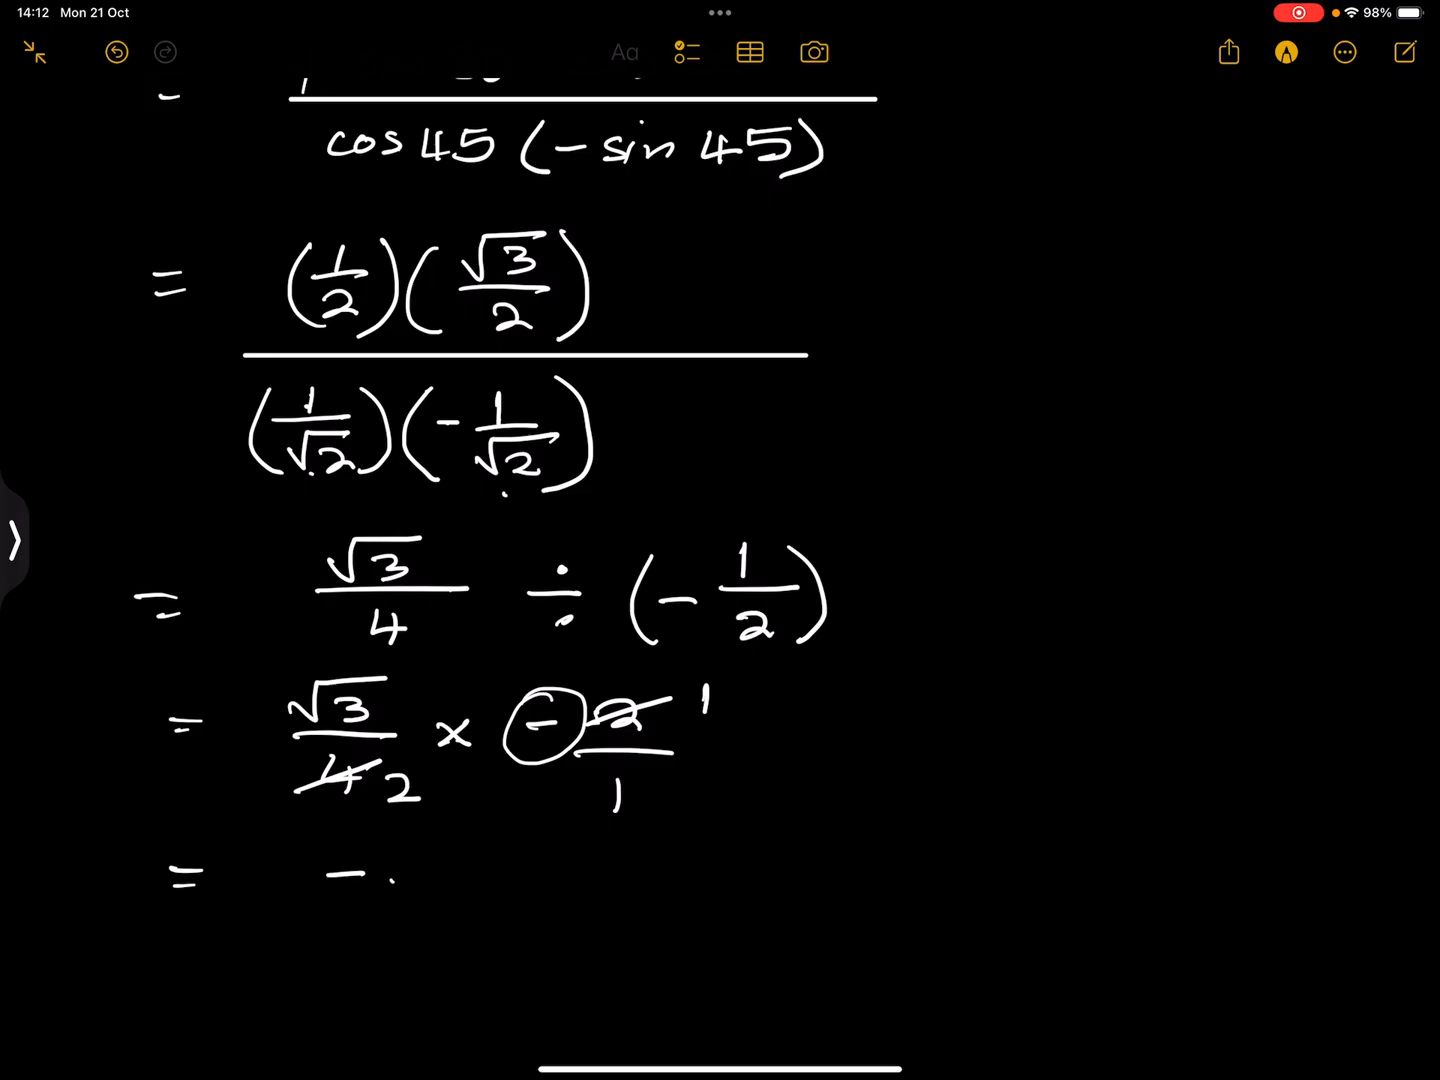 14:12 Mon 21 Oct 98%
Aa
cos 45 (- sin 45)
= (1/2)(√3/2)
(1/√2)(- 1/√2)
= √3/4 ÷ (- 1/2)
= √3/4 2 × - 2/1 1
= -